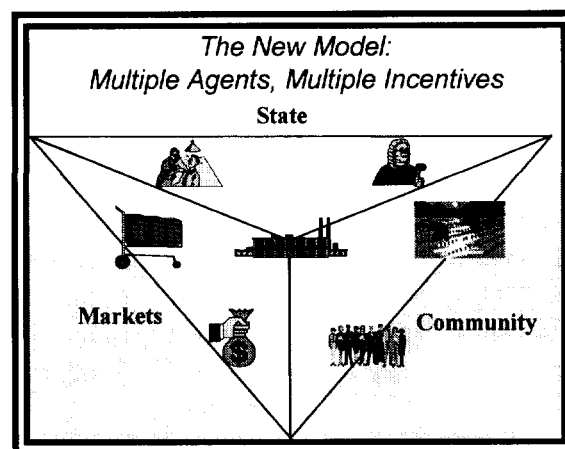 The New Model:
Multiple Agents, Multiple Incentives
State
Markets
Community
$